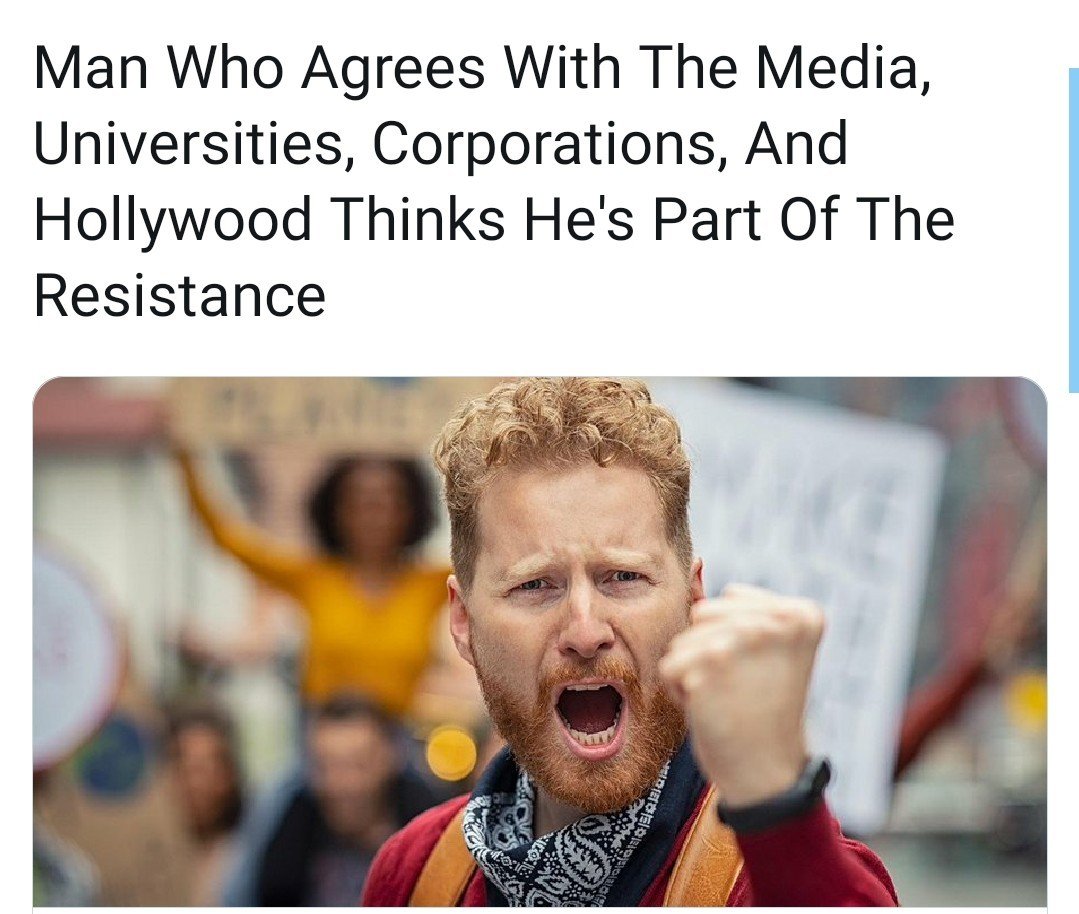 Man Who Agrees With The Media,
Universities, Corporations, And
Hollywood Thinks He's Part Of The
Resistance